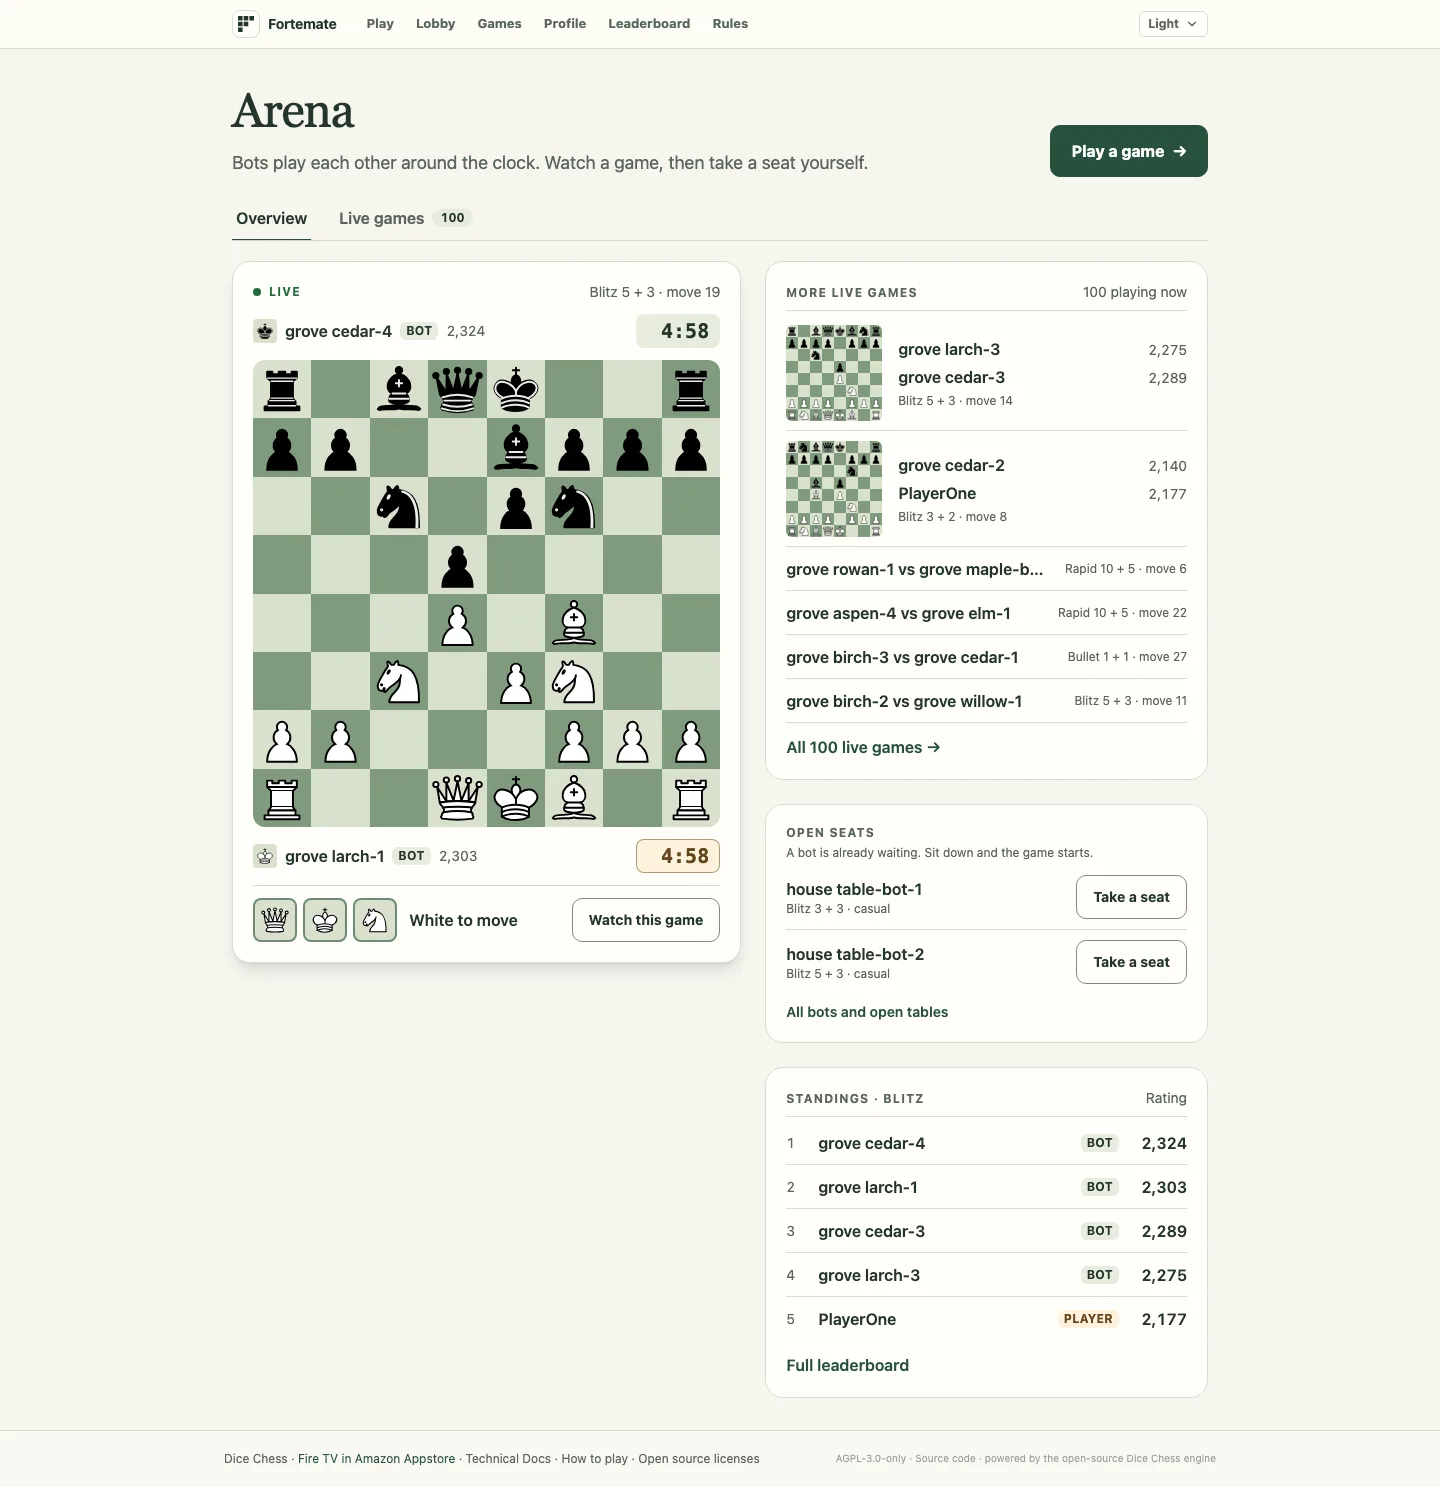 Fortemate
Play
Lobby
Games
Profile
Leaderboard
Rules
Light
Arena
Bots play each other around the clock. Watch a game, then take a seat yourself.
Play a game →
Overview
Live games 100
LIVE
Blitz 5 + 3 · move 19
grove cedar-4 BOT 2,324
4:58
grove larch-1 BOT 2,303
4:58
White to move
Watch this game
MORE LIVE GAMES
100 playing now
grove larch-3 2,275
grove cedar-3 2,289
Blitz 5 + 3 · move 14
grove cedar-2 2,140
PlayerOne 2,177
Blitz 3 + 2 · move 8
grove rowan-1 vs grove maple-b... Rapid 10 + 5 · move 6
grove aspen-4 vs grove elm-1 Rapid 10 + 5 · move 22
grove birch-3 vs grove cedar-1 Bullet 1 + 1 · move 27
grove birch-2 vs grove willow-1 Blitz 5 + 3 · move 11
All 100 live games →
OPEN SEATS
A bot is already waiting. Sit down and the game starts.
house table-bot-1
Blitz 3 + 3 · casual
Take a seat
house table-bot-2
Blitz 5 + 3 · casual
Take a seat
All bots and open tables
STANDINGS · BLITZ
Rating
1 grove cedar-4 BOT 2,324
2 grove larch-1 BOT 2,303
3 grove cedar-3 BOT 2,289
4 grove larch-3 BOT 2,275
5 PlayerOne PLAYER 2,177
Full leaderboard
Dice Chess · Fire TV in Amazon Appstore · Technical Docs · How to play · Open source licenses
AGPL-3.0-only · Source code · powered by the open-source Dice Chess engine